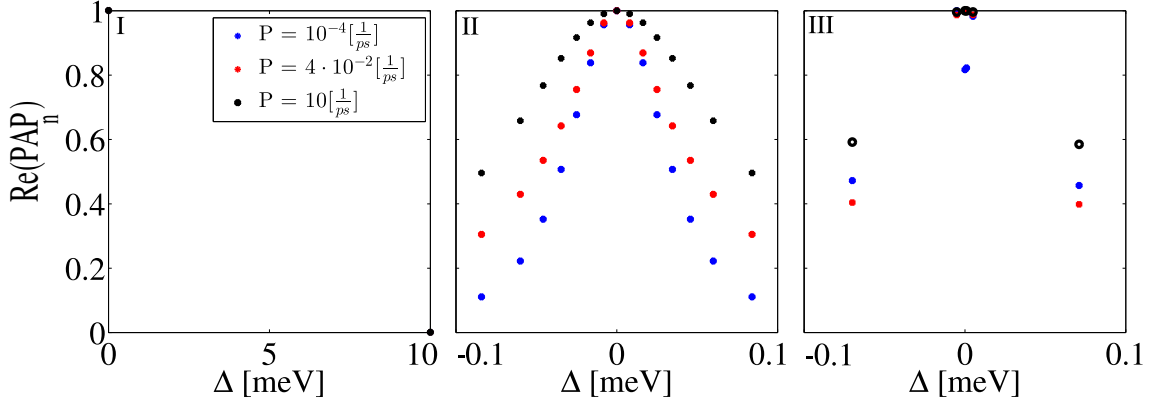 I
P = 10⁻⁴[1/ps]
P = 4 · 10⁻²[1/ps]
P = 10[1/ps]
II
III
Re(PAPₙ)
1
0.8
0.6
0.4
0.2
0
0 5 10
-0.1 0 0.1
-0.1 0 0.1
Δ [meV]
Δ [meV]
Δ [meV]